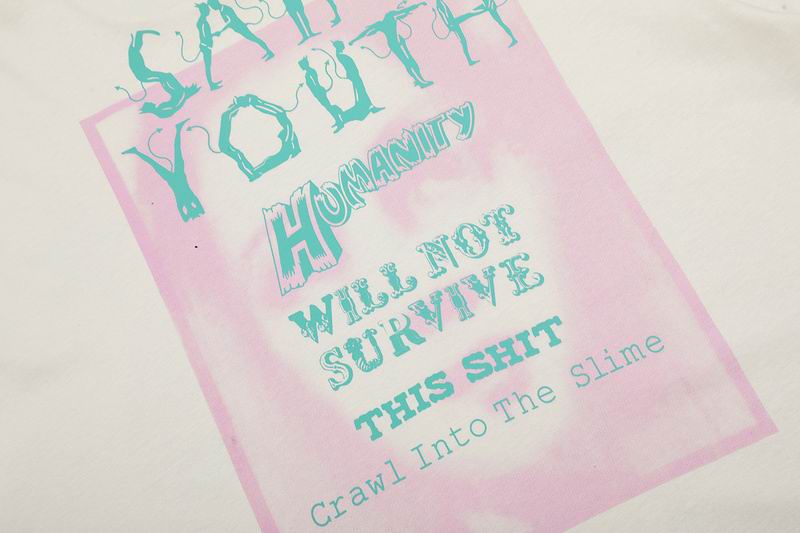 YOUTH
HUMANITY
WILL NOT
SURVIVE
THIS SHIT
Crawl Into The Slime